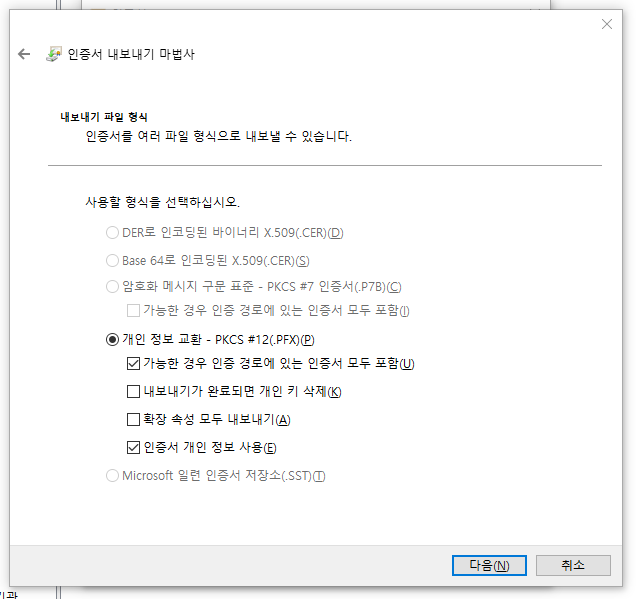 인증서 내보내기 마법사
내보내기 파일 형식
인증서를 여러 파일 형식으로 내보낼 수 있습니다.
사용할 형식을 선택하십시오.
DER로 인코딩된 바이너리 X.509(.CER)(D)
Base 64로 인코딩된 X.509(.CER)(S)
암호화 메시지 구문 표준 - PKCS #7 인증서(.P7B)(C)
가능한 경우 인증 경로에 있는 인증서 모두 포함(I)
개인 정보 교환 - PKCS #12(.PFX)(P)
가능한 경우 인증 경로에 있는 인증서 모두 포함(U)
내보내기가 완료되면 개인 키 삭제(K)
확장 속성 모두 내보내기(A)
인증서 개인 정보 사용(E)
Microsoft 일련 인증서 저장소(.SST)(T)
다음(N) 취소